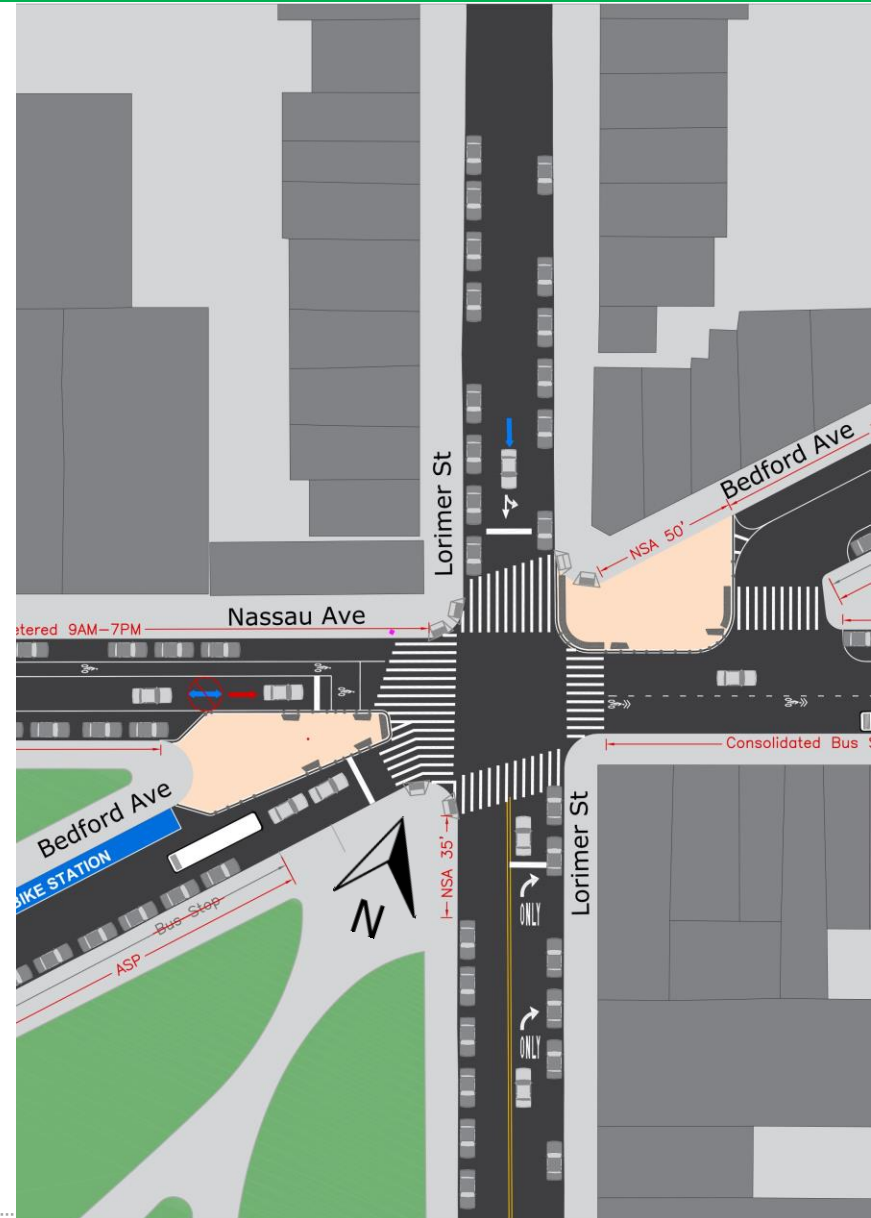 Bedford Ave
NSA 50'
Lorimer St
Nassau Ave
etered 9AM-7PM
Consolidated Bus S
Bedford Ave
BIKE STATION
NSA 35'
Lorimer St
ONLY
N
Bus Stop
ASP
ONLY